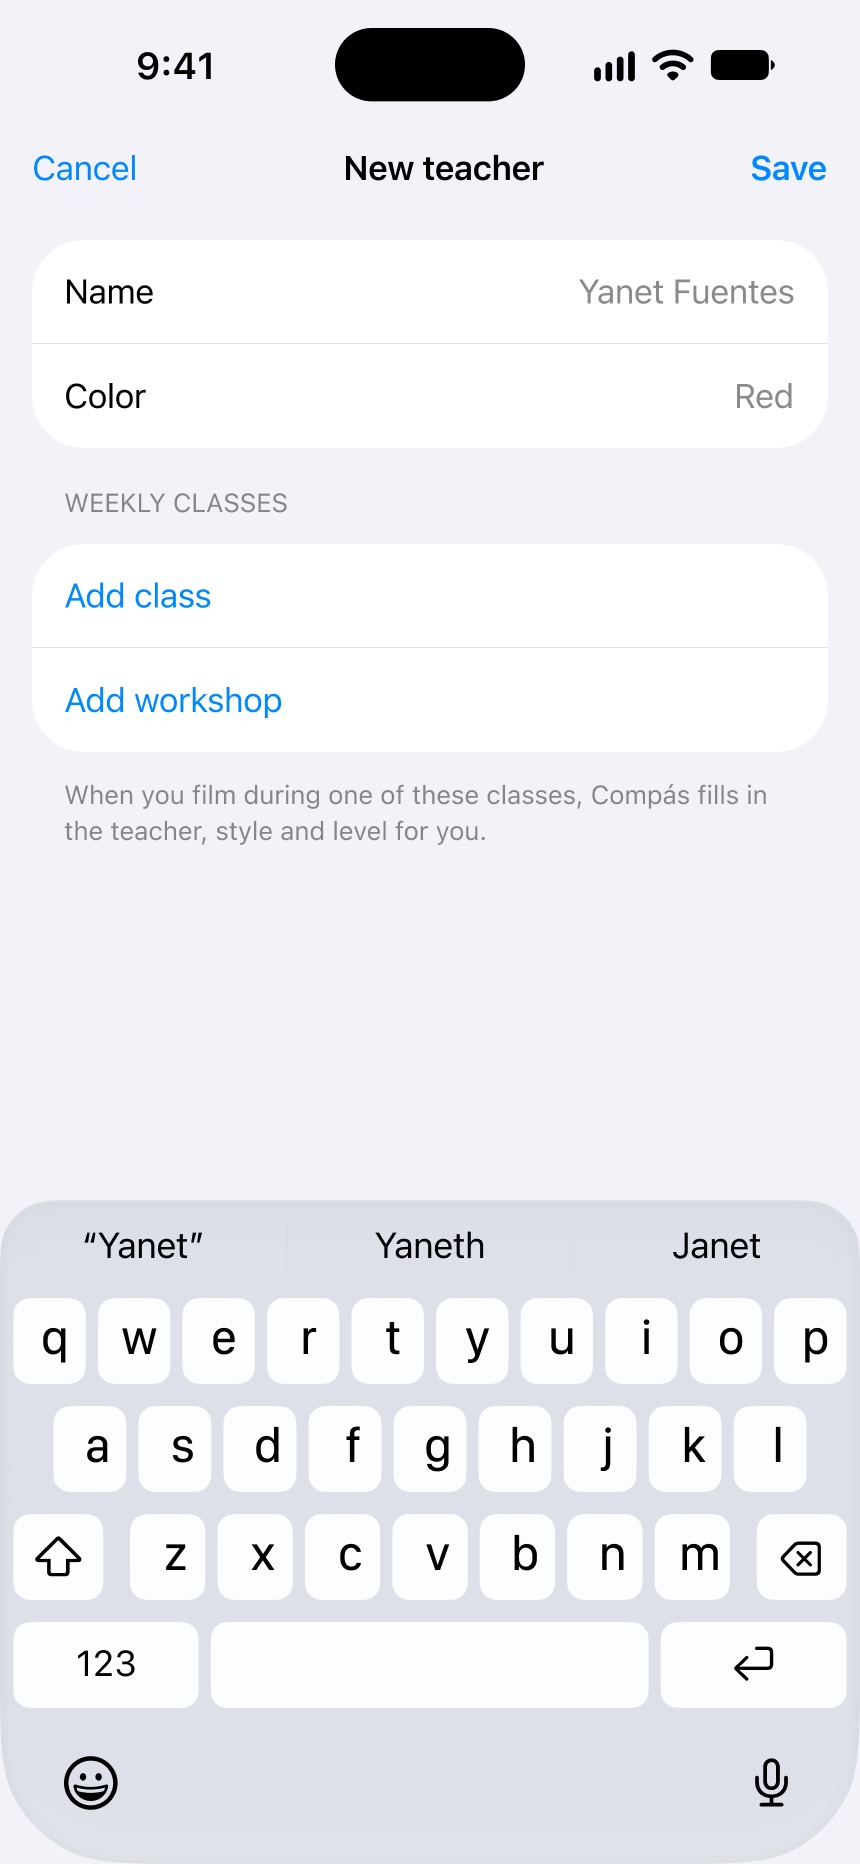 9:41
Cancel New teacher Save
Name Yanet Fuentes
Color Red
WEEKLY CLASSES
Add class
Add workshop
When you film during one of these classes, Compás fills in
the teacher, style and level for you.
“Yanet” Yaneth Janet
q w e r t y u i o p
a s d f g h j k l
z x c v b n m
123